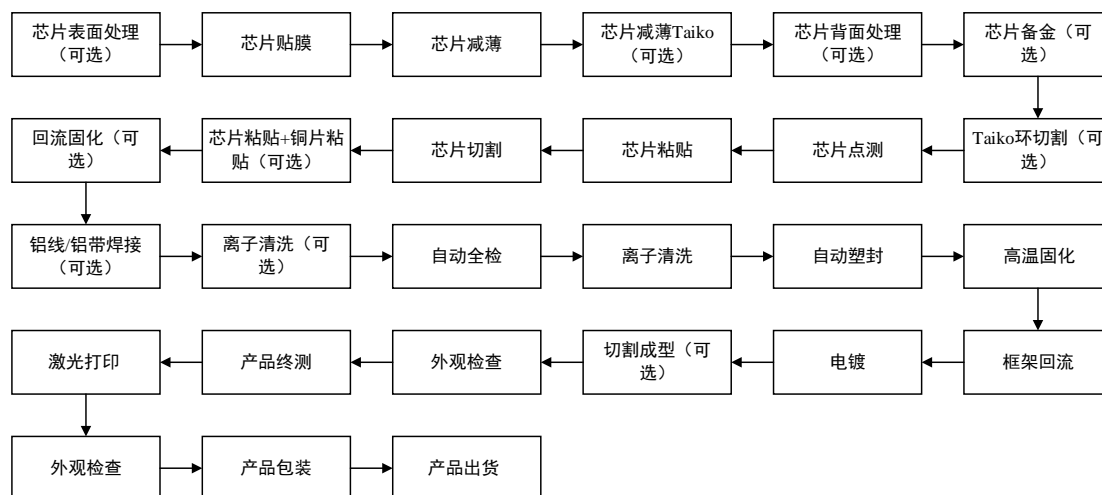 芯片表面处理
（可选）
芯片贴膜
芯片减薄
芯片减薄Taiko
（可选）
芯片背面处理
（可选）
芯片备金（可
选）
Taiko环切割（可
选）
芯片点测
芯片粘贴
芯片切割
芯片粘贴+铜片粘
贴（可选）
回流固化（可
选）
铝线/铝带焊接
（可选）
离子清洗（可
选）
自动全检
离子清洗
自动塑封
高温固化
框架回流
电镀
切割成型（可
选）
外观检查
产品终测
激光打印
外观检查
产品包装
产品出货